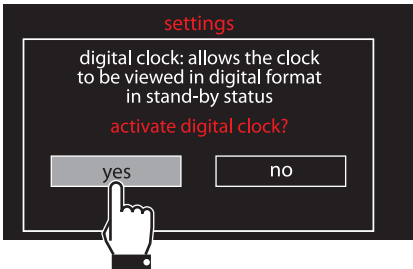 settings
digital clock: allows the clock
to be viewed in digital format
in stand-by status
activate digital clock?
yes
no